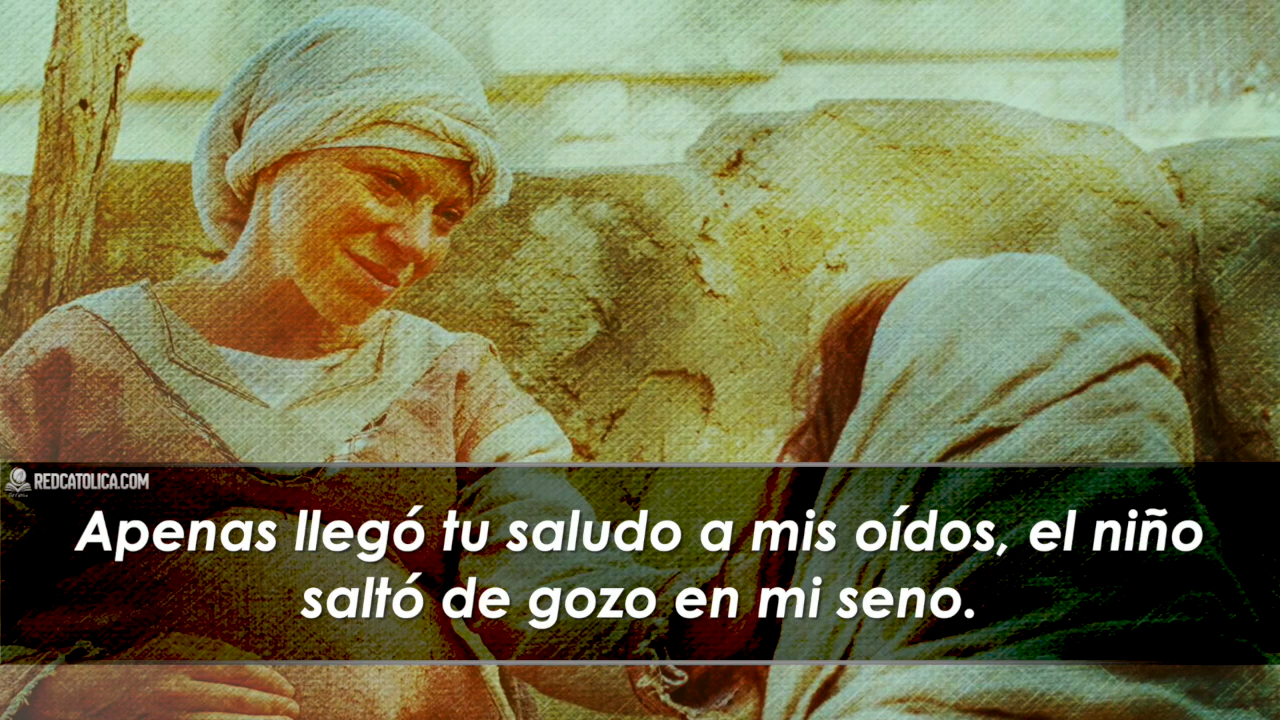 REDCATOLICA.COM
Apenas llegó tu saludo a mis oídos, el niño
saltó de gozo en mi seno.